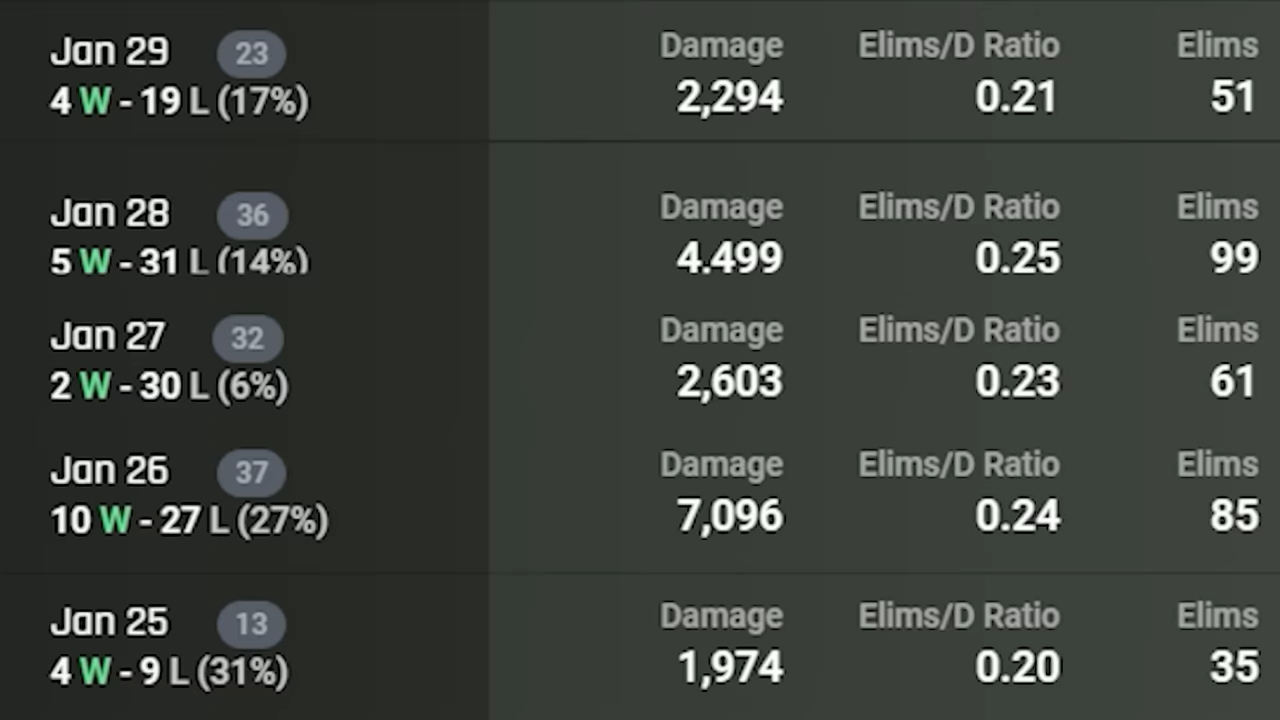 Jan 29 23 Damage Elims/D Ratio Elims
4 W - 19 L (17%) 2,294 0.21 51
Jan 28 36 Damage Elims/D Ratio Elims
5 W - 31 L (14%) 4.499 0.25 99
Jan 27 32 Damage Elims/D Ratio Elims
2 W - 30 L (6%) 2,603 0.23 61
Jan 26 37 Damage Elims/D Ratio Elims
10 W - 27 L (27%) 7,096 0.24 85
Jan 25 13 Damage Elims/D Ratio Elims
4 W - 9 L (31%) 1,974 0.20 35